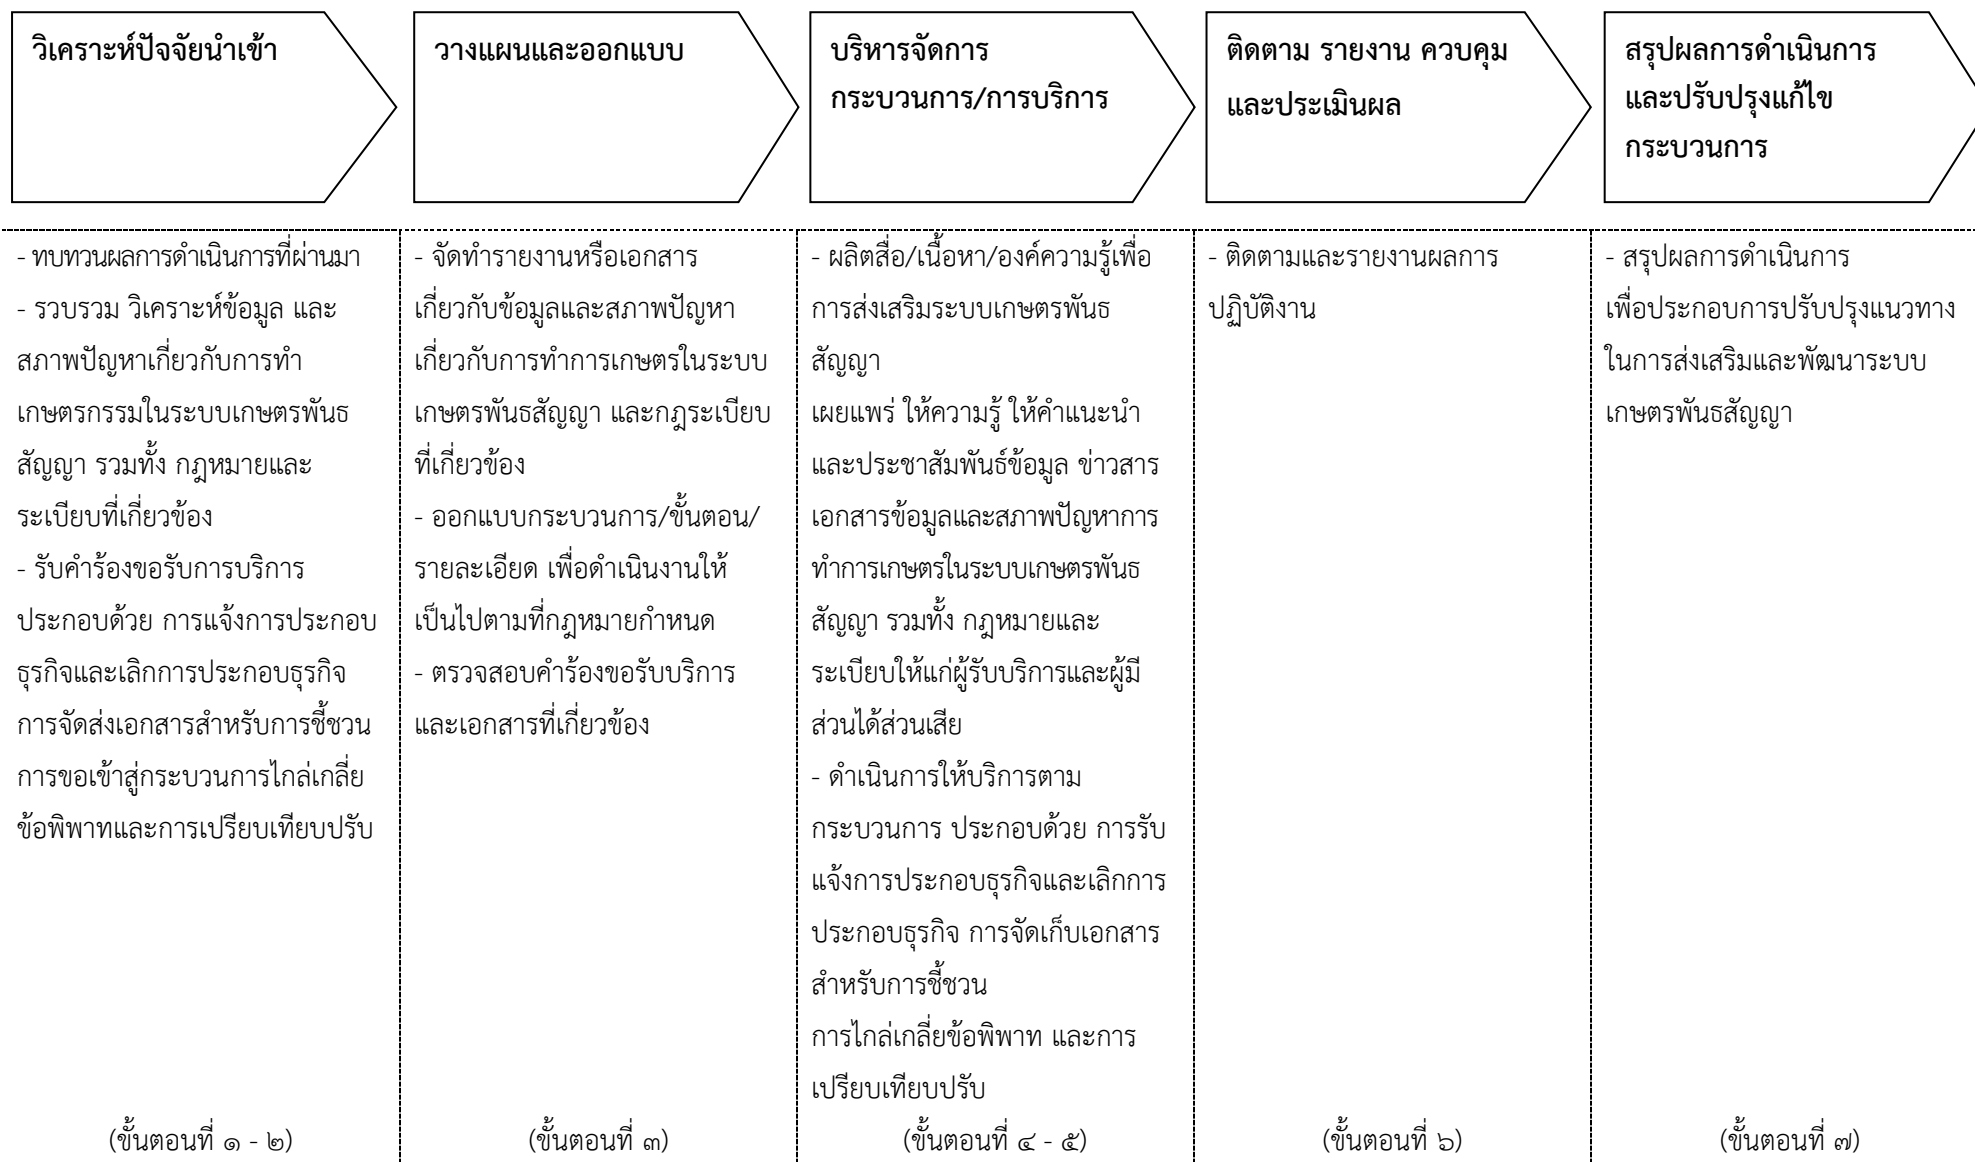 วิเคราะห์ปัจจัยนำเข้า
วางแผนและออกแบบ
บริหารจัดการ
กระบวนการ/การบริการ
ติดตาม รายงาน ควบคุม
และประเมินผล
สรุปผลการดำเนินการ
และปรับปรุงแก้ไข
กระบวนการ
- ทบทวนผลการดำเนินการที่ผ่านมา
- รวบรวม วิเคราะห์ข้อมูล และ
สภาพปัญหาเกี่ยวกับการทำ
เกษตรกรรมในระบบเกษตรพันธ
สัญญา รวมทั้ง กฎหมายและ
ระเบียบที่เกี่ยวข้อง
- รับคำร้องขอรับการบริการ
ประกอบด้วย การแจ้งการประกอบ
ธุรกิจและเลิกการประกอบธุรกิจ
การจัดส่งเอกสารสำหรับการชี้ชวน
การขอเข้าสู่กระบวนการไกล่เกลี่ย
ข้อพิพาทและการเปรียบเทียบปรับ
(ขั้นตอนที่ ๑ - ๒)
- จัดทำรายงานหรือเอกสาร
เกี่ยวกับข้อมูลและสภาพปัญหา
เกี่ยวกับการทำการเกษตรในระบบ
เกษตรพันธสัญญา และกฎระเบียบ
ที่เกี่ยวข้อง
- ออกแบบกระบวนการ/ขั้นตอน/
รายละเอียด เพื่อดำเนินงานให้
เป็นไปตามที่กฎหมายกำหนด
- ตรวจสอบคำร้องขอรับบริการ
และเอกสารที่เกี่ยวข้อง
(ขั้นตอนที่ ๓)
- ผลิตสื่อ/เนื้อหา/องค์ความรู้เพื่อ
การส่งเสริมระบบเกษตรพันธ
สัญญา
เผยแพร่ ให้ความรู้ ให้คำแนะนำ
และประชาสัมพันธ์ข้อมูล ข่าวสาร
เอกสารข้อมูลและสภาพปัญหาการ
ทำการเกษตรในระบบเกษตรพันธ
สัญญา รวมทั้ง กฎหมายและ
ระเบียบให้แก่ผู้รับบริการและผู้มี
ส่วนได้ส่วนเสีย
- ดำเนินการให้บริการตาม
กระบวนการ ประกอบด้วย การรับ
แจ้งการประกอบธุรกิจและเลิกการ
ประกอบธุรกิจ การจัดเก็บเอกสาร
สำหรับการชี้ชวน
การไกล่เกลี่ยข้อพิพาท และการ
เปรียบเทียบปรับ
(ขั้นตอนที่ ๔ - ๕)
- ติดตามและรายงานผลการ
ปฏิบัติงาน
(ขั้นตอนที่ ๖)
- สรุปผลการดำเนินการ
เพื่อประกอบการปรับปรุงแนวทาง
ในการส่งเสริมและพัฒนาระบบ
เกษตรพันธสัญญา
(ขั้นตอนที่ ๗)